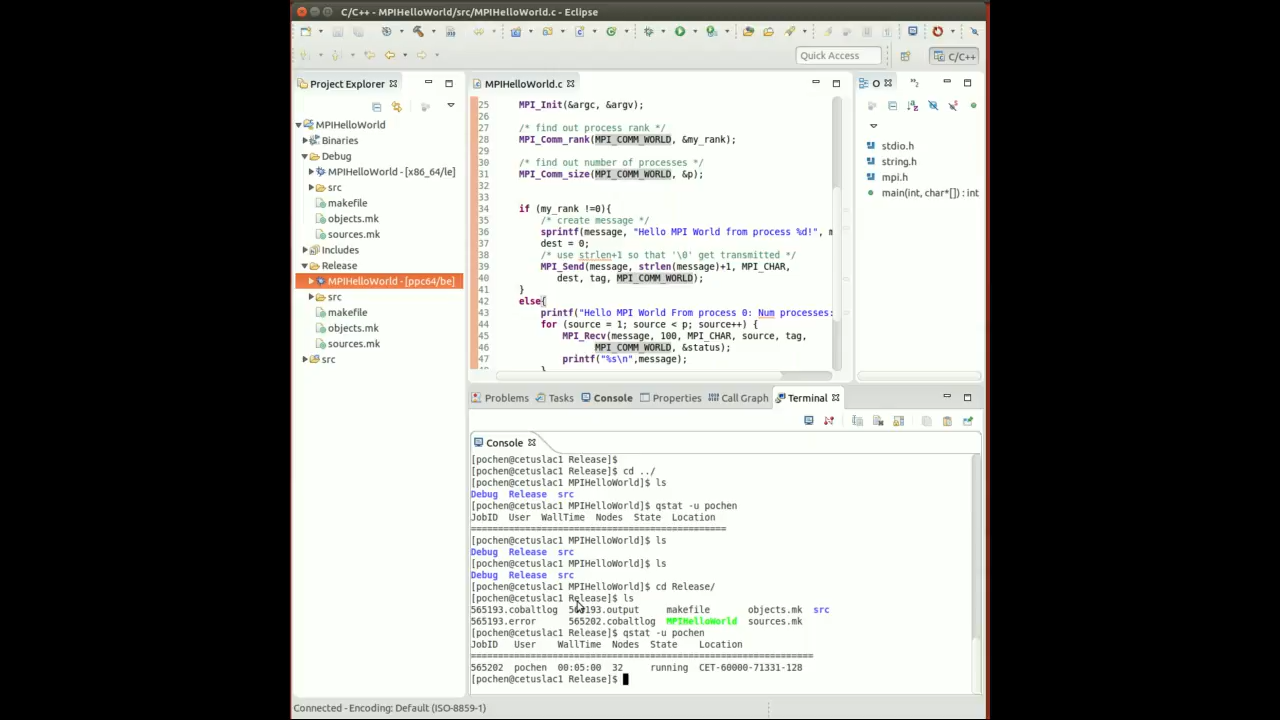 C/C++ - MPIHelloWorld/src/MPIHelloWorld.c - Eclipse
Quick Access
C/C++
Project Explorer
MPIHelloWorld
Binaries
Debug
MPIHelloWorld - [x86_64/le]
src
makefile
objects.mk
sources.mk
Includes
Release
MPIHelloWorld - [ppc64/be]
src
makefile
objects.mk
sources.mk
src
MPIHelloWorld.c
25 MPI_Init(&argc, &argv);
26
27 /* find out process rank */
28 MPI_Comm_rank(MPI_COMM_WORLD, &my_rank);
29
30 /* find out number of processes */
31 MPI_Comm_size(MPI_COMM_WORLD, &p);
32
33
34 if (my_rank !=0){
35 /* create message */
36 sprintf(message, "Hello MPI World from process %d!", m
37 dest = 0;
38 /* use strlen+1 so that '\0' get transmitted */
39 MPI_Send(message, strlen(message)+1, MPI_CHAR,
40 dest, tag, MPI_COMM_WORLD);
41 }
42 else{
43 printf("Hello MPI World From process 0: Num processes:
44 for (source = 1; source < p; source++) {
45 MPI_Recv(message, 100, MPI_CHAR, source, tag,
46 MPI_COMM_WORLD, &status);
47 printf("%s\n",message);
}
O
stdio.h
string.h
mpi.h
main(int, char*[]) : int
Problems Tasks Console Properties Call Graph Terminal
Console
[pochen@cetuslac1 Release]$
[pochen@cetuslac1 Release]$ cd ../
[pochen@cetuslac1 MPIHelloWorld]$ ls
Debug Release src
[pochen@cetuslac1 MPIHelloWorld]$ qstat -u pochen
JobID User WallTime Nodes State Location
===============================================
[pochen@cetuslac1 MPIHelloWorld]$ ls
Debug Release src
[pochen@cetuslac1 MPIHelloWorld]$ ls
Debug Release src
[pochen@cetuslac1 MPIHelloWorld]$ cd Release/
[pochen@cetuslac1 Release]$ ls
565193.cobaltlog 565193.output makefile objects.mk src
565193.error 565202.cobaltlog MPIHelloWorld sources.mk
[pochen@cetuslac1 Release]$ qstat -u pochen
JobID User WallTime Nodes State Location
===============================================================
565202 pochen 00:05:00 32 running CET-60000-71331-128
[pochen@cetuslac1 Release]$
Connected - Encoding: Default (ISO-8859-1)